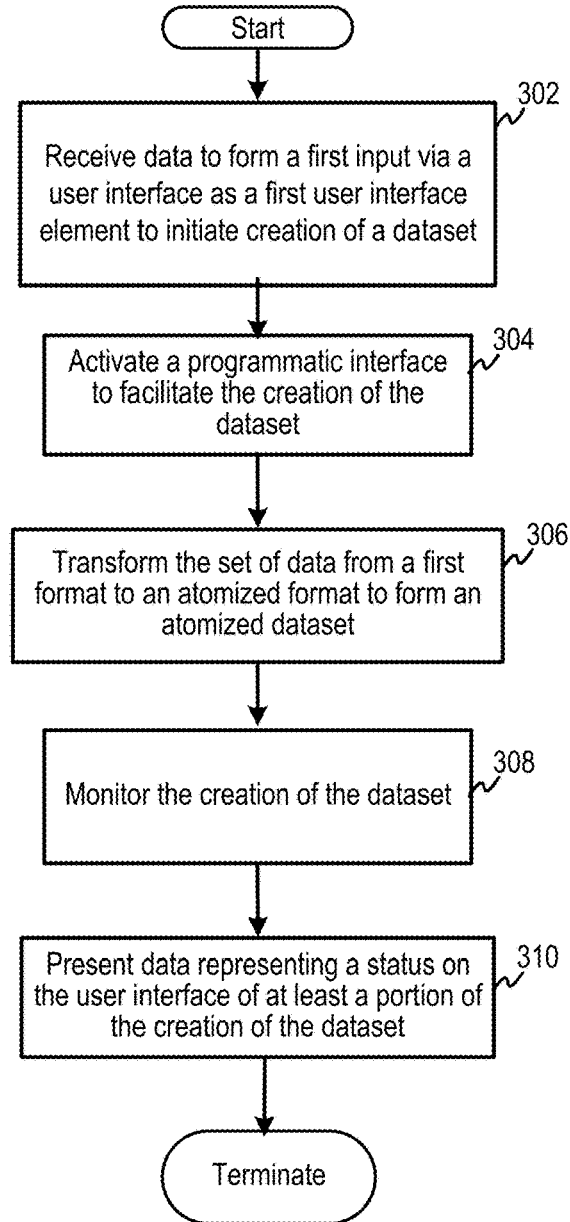 Start
302
Receive data to form a first input via a
user interface as a first user interface
element to initiate creation of a dataset
304
Activate a programmatic interface
to facilitate the creation of the
dataset
306
Transform the set of data from a first
format to an atomized format to form an
atomized dataset
308
Monitor the creation of the dataset
310
Present data representing a status on
the user interface of at least a portion of
the creation of the dataset
Terminate